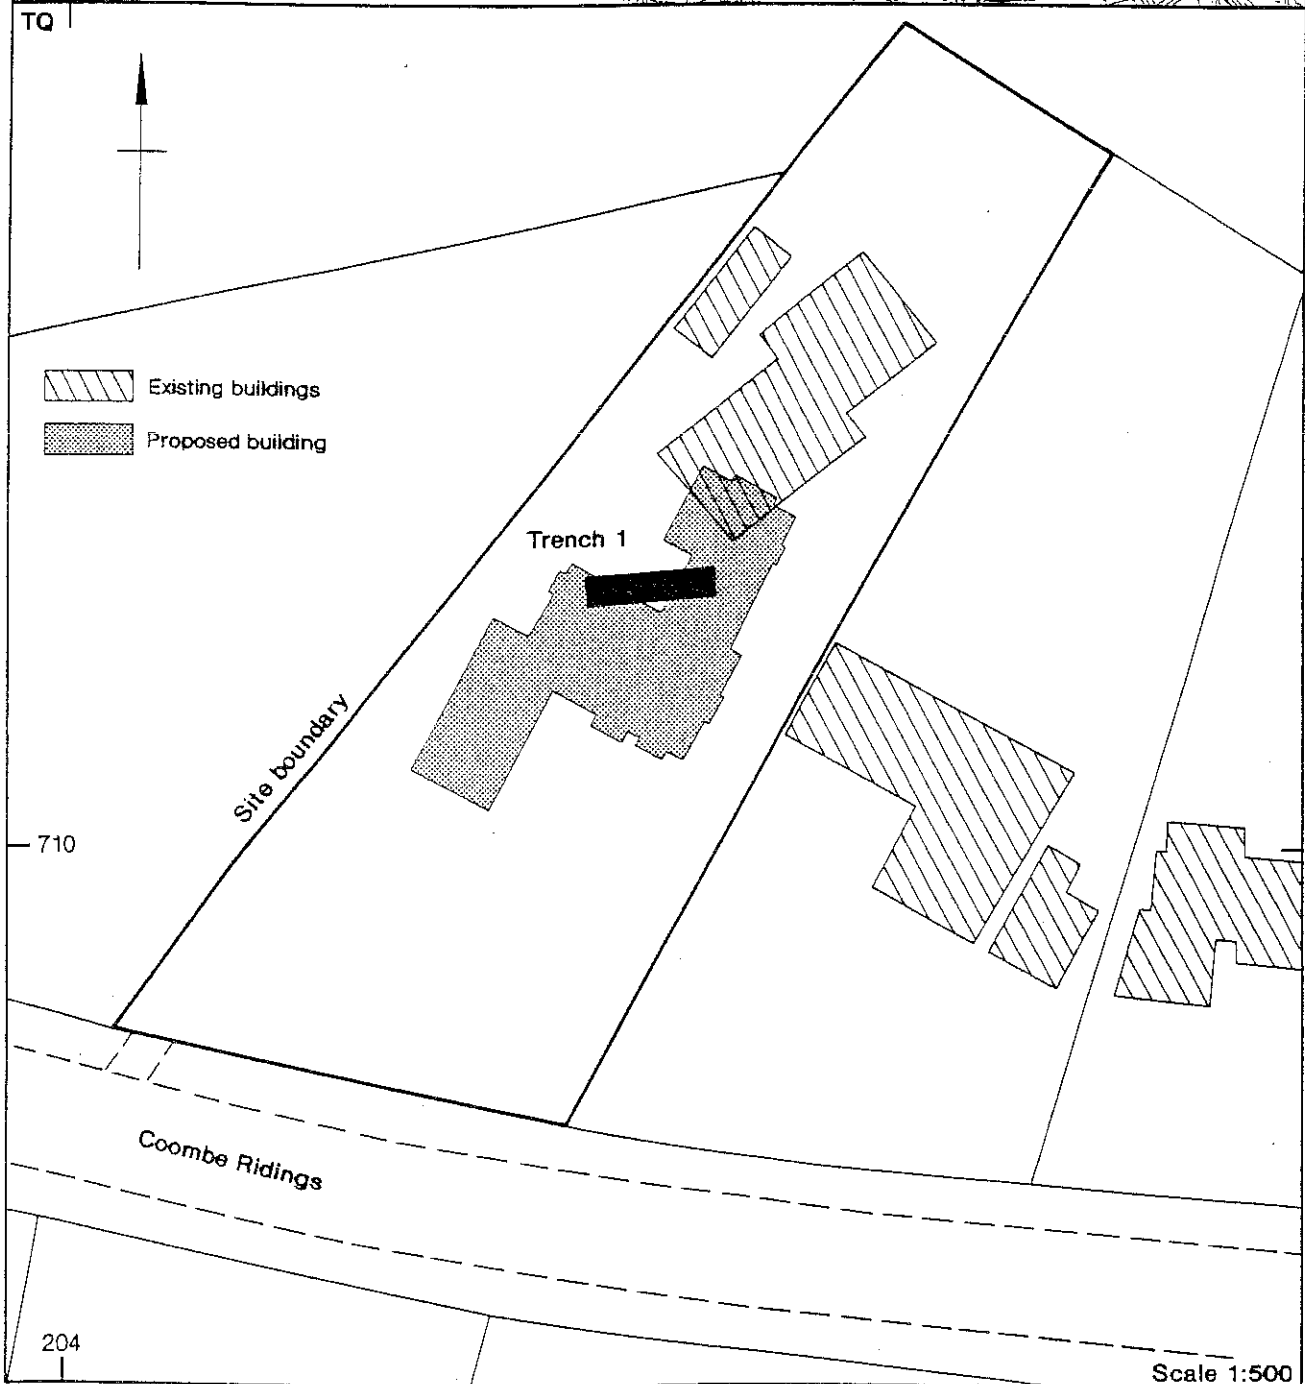 TQ
Existing buildings
Proposed building
Trench 1
Site boundary
710
Coombe Ridings
204
Scale 1:500